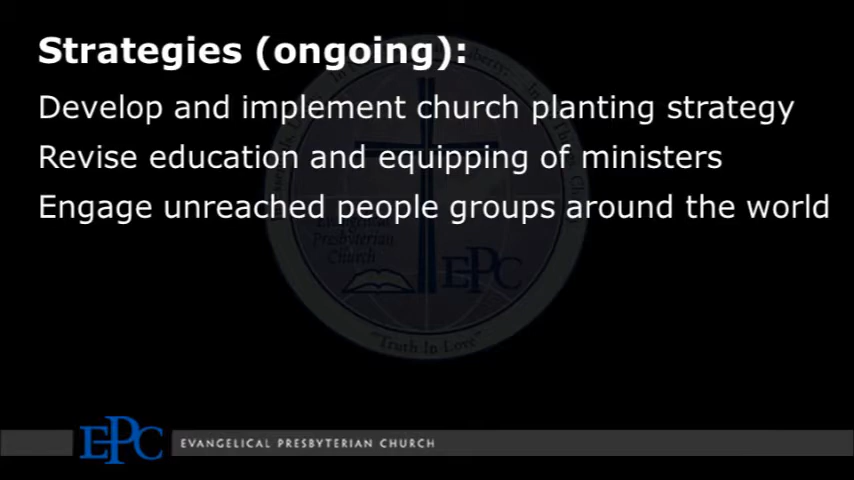 Strategies (ongoing):
Develop and implement church planting strategy
Revise education and equipping of ministers
Engage unreached people groups around the world
Presbyterian
Church
EPC
"Truth In Love"
EPC EVANGELICAL PRESBYTERIAN CHURCH